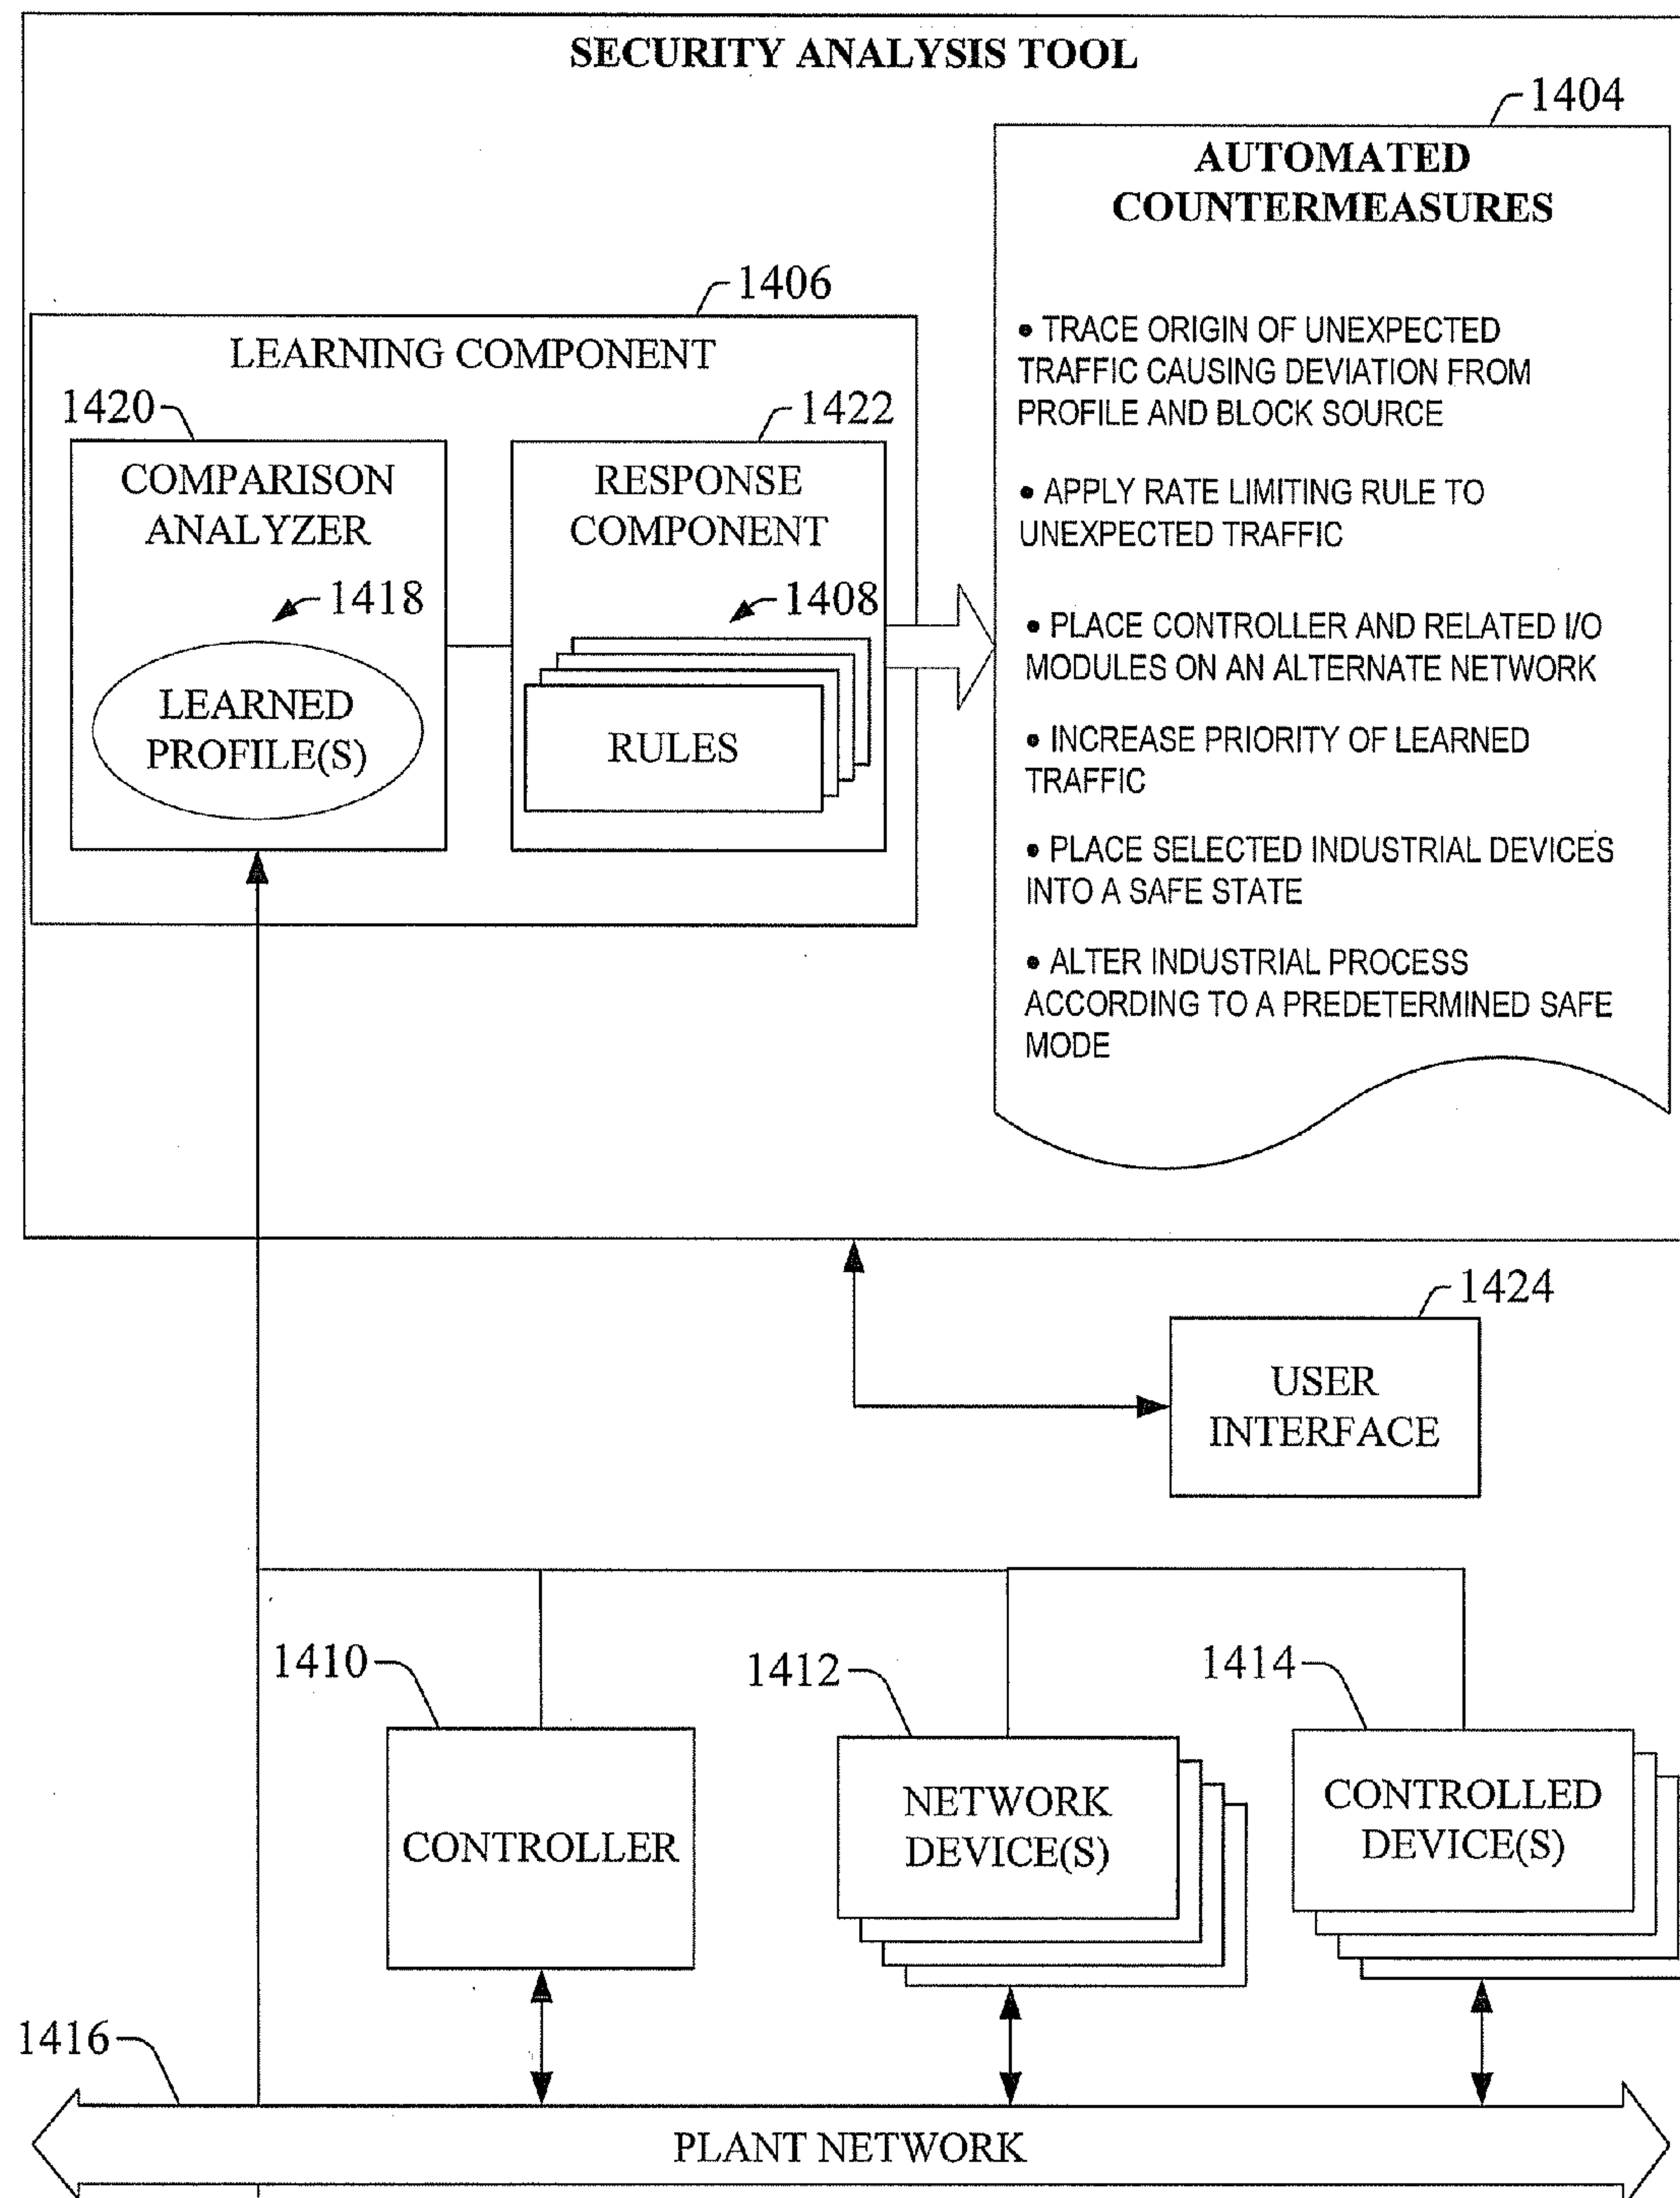 SECURITY ANALYSIS TOOL
1404
AUTOMATED
COUNTERMEASURES
• TRACE ORIGIN OF UNEXPECTED
TRAFFIC CAUSING DEVIATION FROM
PROFILE AND BLOCK SOURCE
• APPLY RATE LIMITING RULE TO
UNEXPECTED TRAFFIC
• PLACE CONTROLLER AND RELATED I/O
MODULES ON AN ALTERNATE NETWORK
• INCREASE PRIORITY OF LEARNED
TRAFFIC
• PLACE SELECTED INDUSTRIAL DEVICES
INTO A SAFE STATE
• ALTER INDUSTRIAL PROCESS
ACCORDING TO A PREDETERMINED SAFE
MODE
1406
LEARNING COMPONENT
1420
COMPARISON
ANALYZER
1418
LEARNED
PROFILE(S)
1422
RESPONSE
COMPONENT
1408
RULES
1424
USER
INTERFACE
1410
CONTROLLER
1412
NETWORK
DEVICE(S)
1414
CONTROLLED
DEVICE(S)
1416
PLANT NETWORK